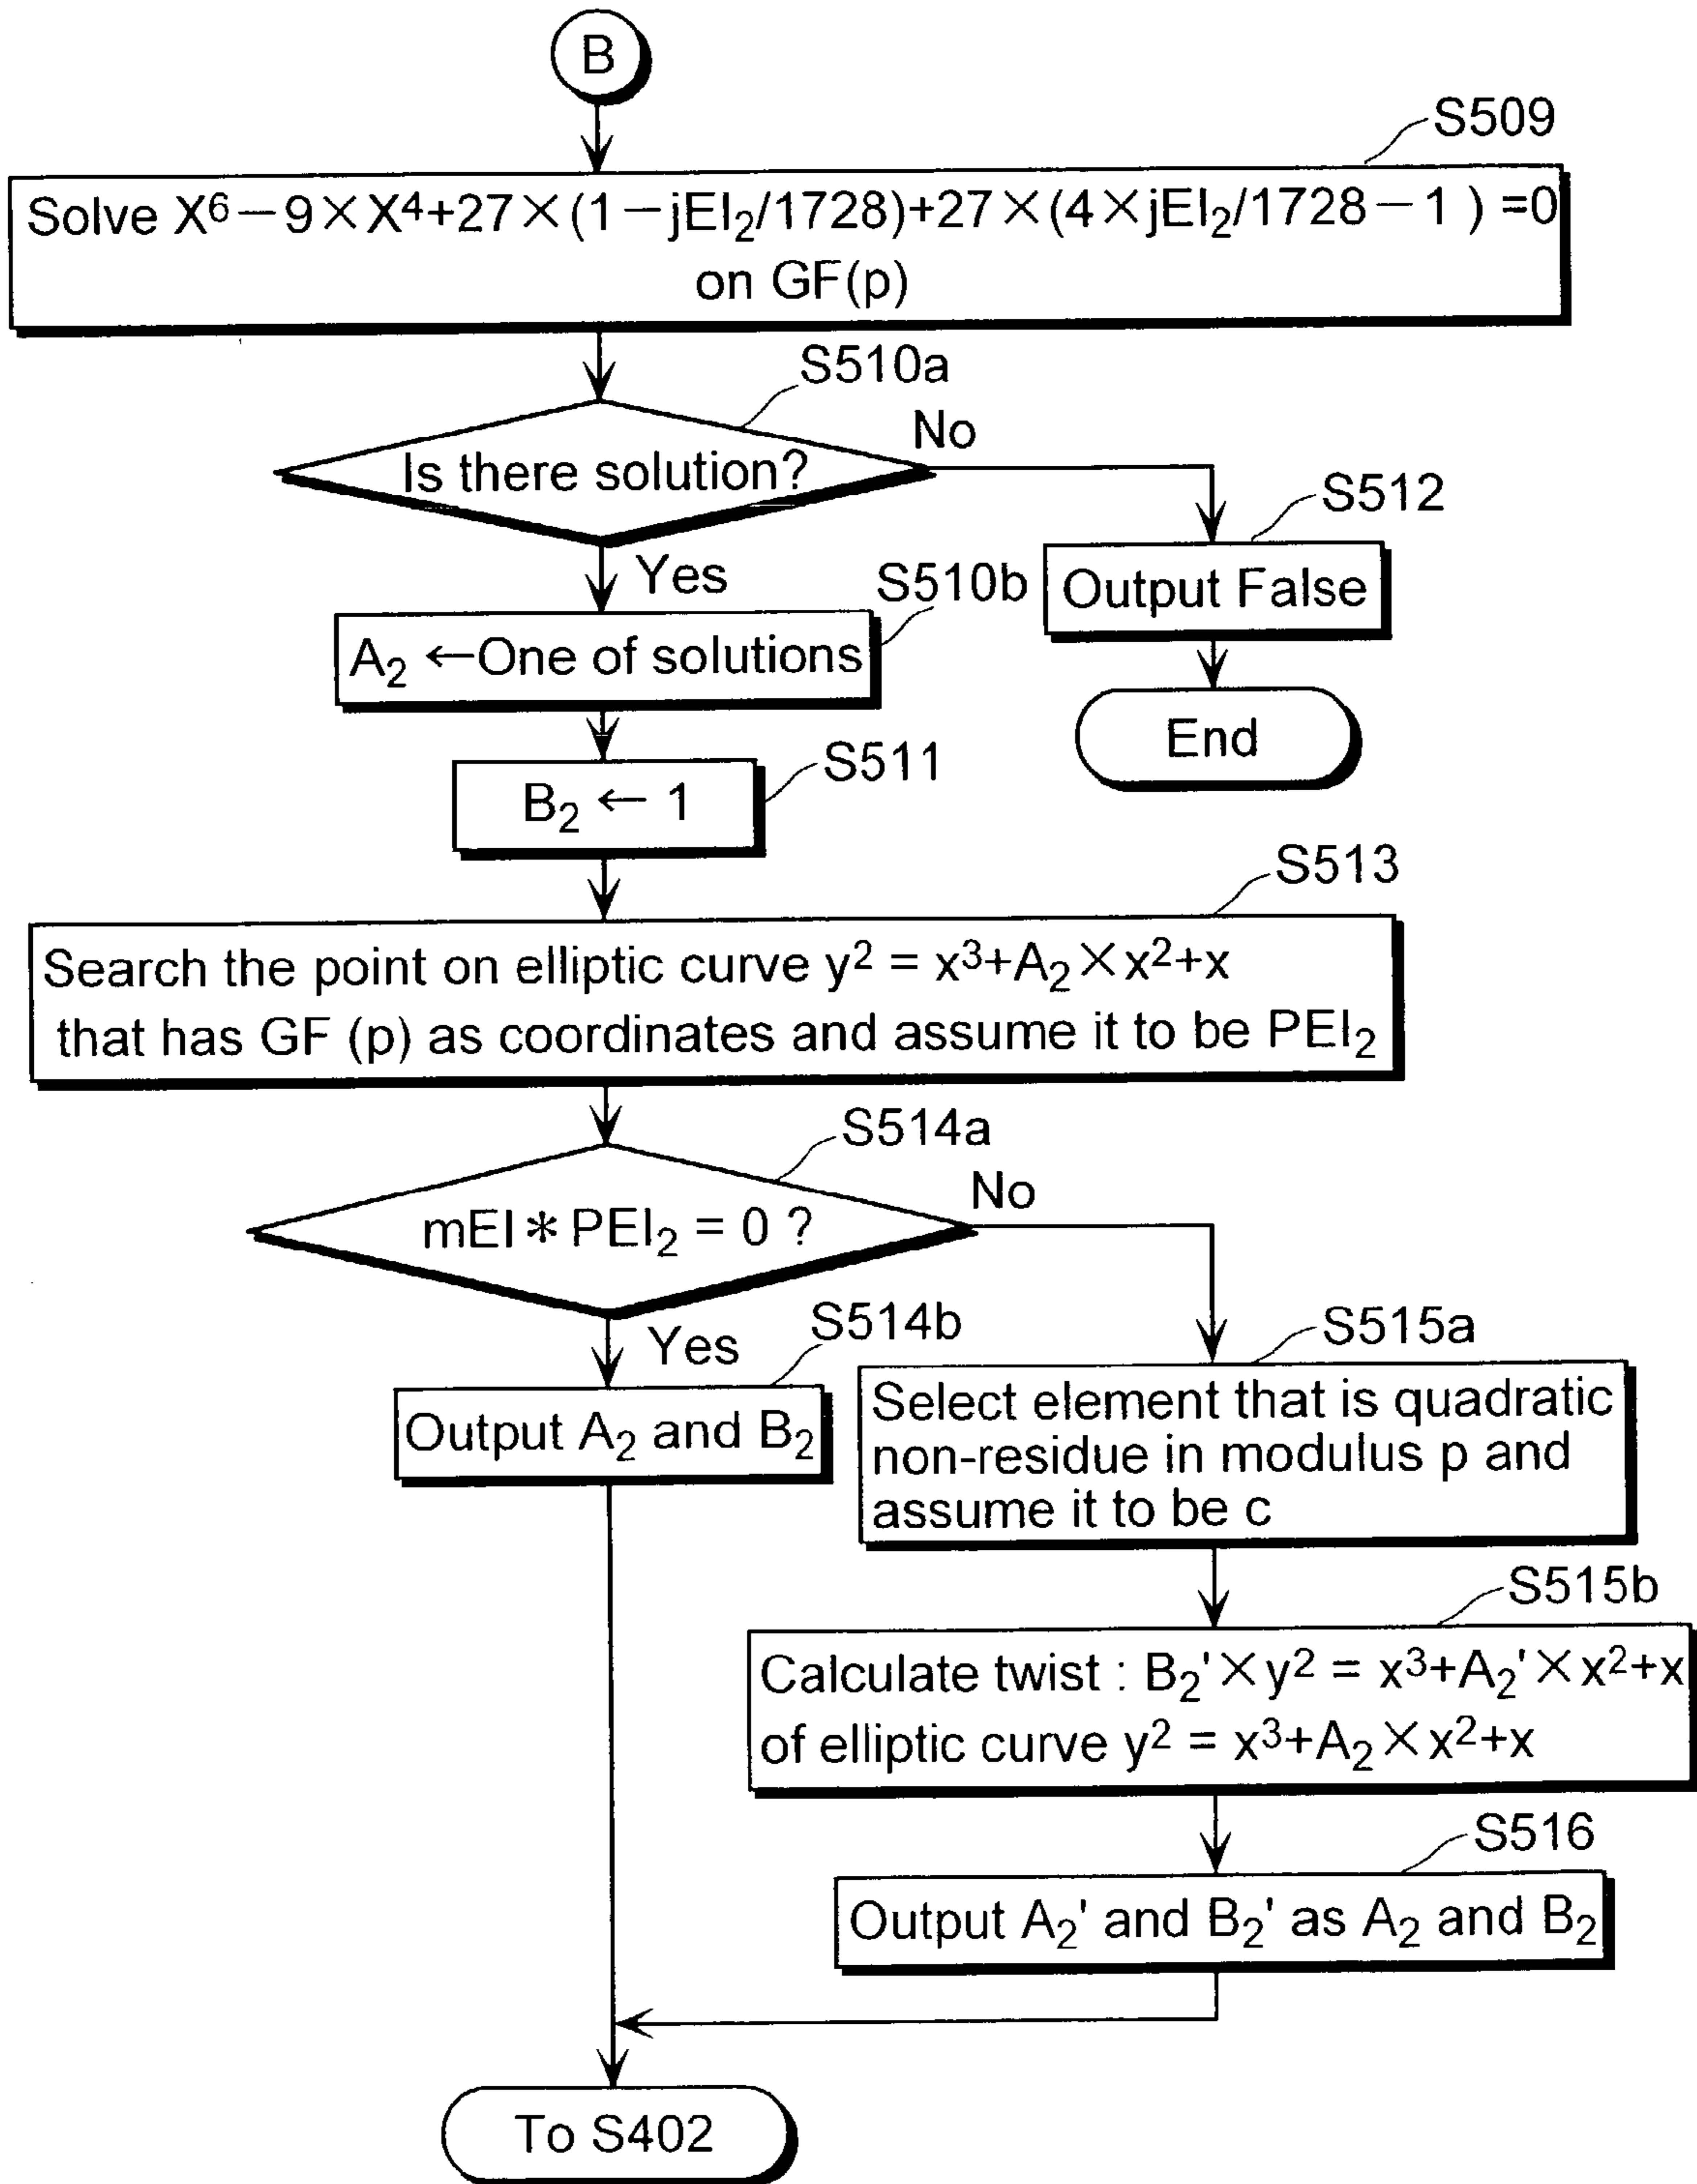 B
S509
Solve X⁶−9×X⁴+27×(1−jEI₂/1728)+27×(4×jEI₂/1728−1 ) =0
on GF(p)
S510a
Is there solution?
No
S512
Output False
End
Yes
S510b
A₂ ←One of solutions
S511
B₂ ← 1
S513
Search the point on elliptic curve y² = x³+A₂×x²+x
that has GF (p) as coordinates and assume it to be PEI₂
S514a
mEI * PEI₂ = 0 ?
No
Yes
S514b
Output A₂ and B₂
S515a
Select element that is quadratic
non-residue in modulus p and
assume it to be c
S515b
Calculate twist : B₂'×y² = x³+A₂'×x²+x
of elliptic curve y² = x³+A₂×x²+x
S516
Output A₂' and B₂' as A₂ and B₂
To S402